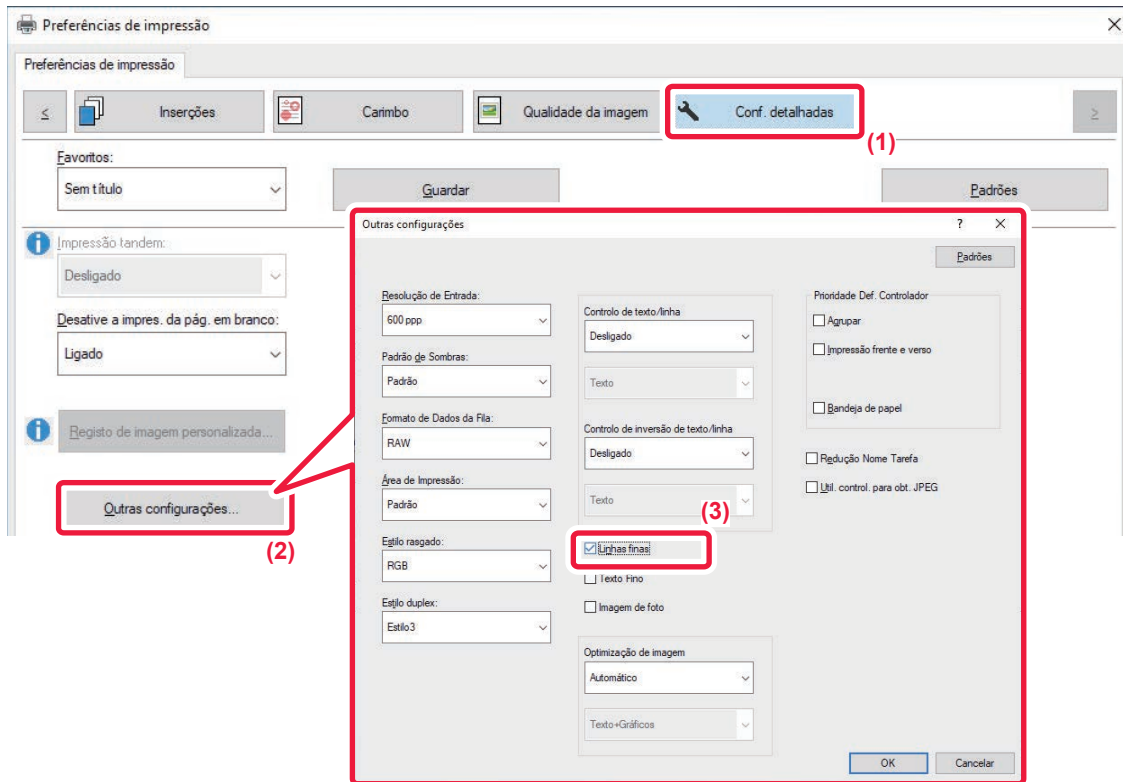 Preferências de impressão
Preferências de impressão
<
Inserções
Carimbo
Qualidade da imagem
Conf. detalhadas
>
(1)
Favoritos:
Sem título
Guardar
Padrões
Impressão tandem:
Desligado
Desative a impres. da pág. em branco:
Ligado
Registo de imagem personalizada...
Outras configurações...
(2)
Outras configurações
?
Padrões
Resolução de Entrada:
600 ppp
Padrão de Sombras:
Padrão
Formato de Dados da Fila:
RAW
Área de Impressão:
Padrão
Estilo rasgado:
RGB
Estilo duplex:
Estilo3
Controlo de texto/linha
Desligado
Texto
Controlo de inversão de texto/linha
Desligado
Texto
(3)
Linhas finas
Texto Fino
Imagem de foto
Optimização de imagem
Automático
Texto+Gráficos
Prioridade Def. Controlador
Agrupar
Impressão frente e verso
Bandeja de papel
Redução Nome Tarefa
Util. control. para obt. JPEG
OK
Cancelar